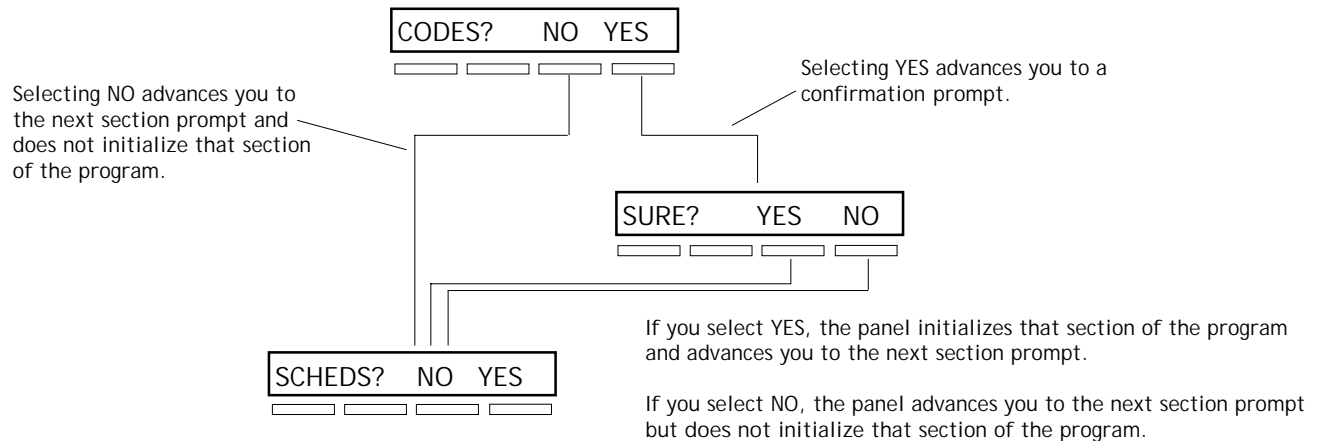 CODES? NO YES
Selecting NO advances you to
the next section prompt and
does not initialize that section
of the program.
Selecting YES advances you to a
confirmation prompt.
SURE? YES NO
SCHEDS? NO YES
If you select YES, the panel initializes that section of the program
and advances you to the next section prompt.
If you select NO, the panel advances you to the next section prompt
but does not initialize that section of the program.